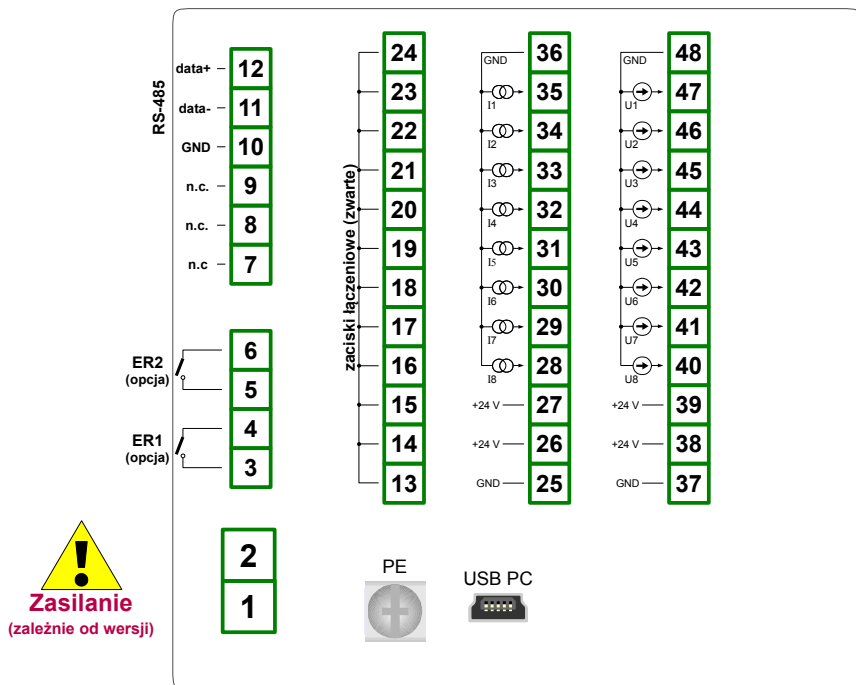 RS-485
data+
12
data-
11
GND
10
n.c.
9
n.c.
8
n.c
7
ER2
(opcja)
6
5
ER1
(opcja)
4
3
2
1
Zasilanie
(zależnie od wersji)
zaciski łączeniowe (zwarte)
24
23
22
21
20
19
18
17
16
15
14
13
GND
36
I1
35
I2
34
I3
33
I4
32
I5
31
I6
30
I7
29
I8
28
+24 V
27
+24 V
26
GND
25
GND
48
U1
47
U2
46
U3
45
U4
44
U5
43
U6
42
U7
41
U8
40
+24 V
39
+24 V
38
GND
37
PE
USB PC